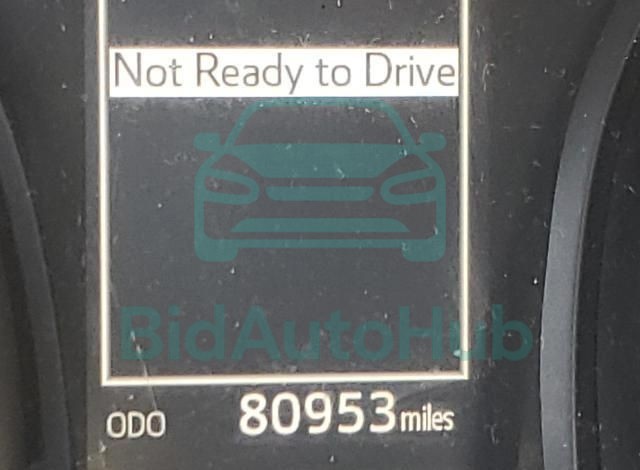 Not Ready to Drive
BidAutoHub
ODO 80953 miles